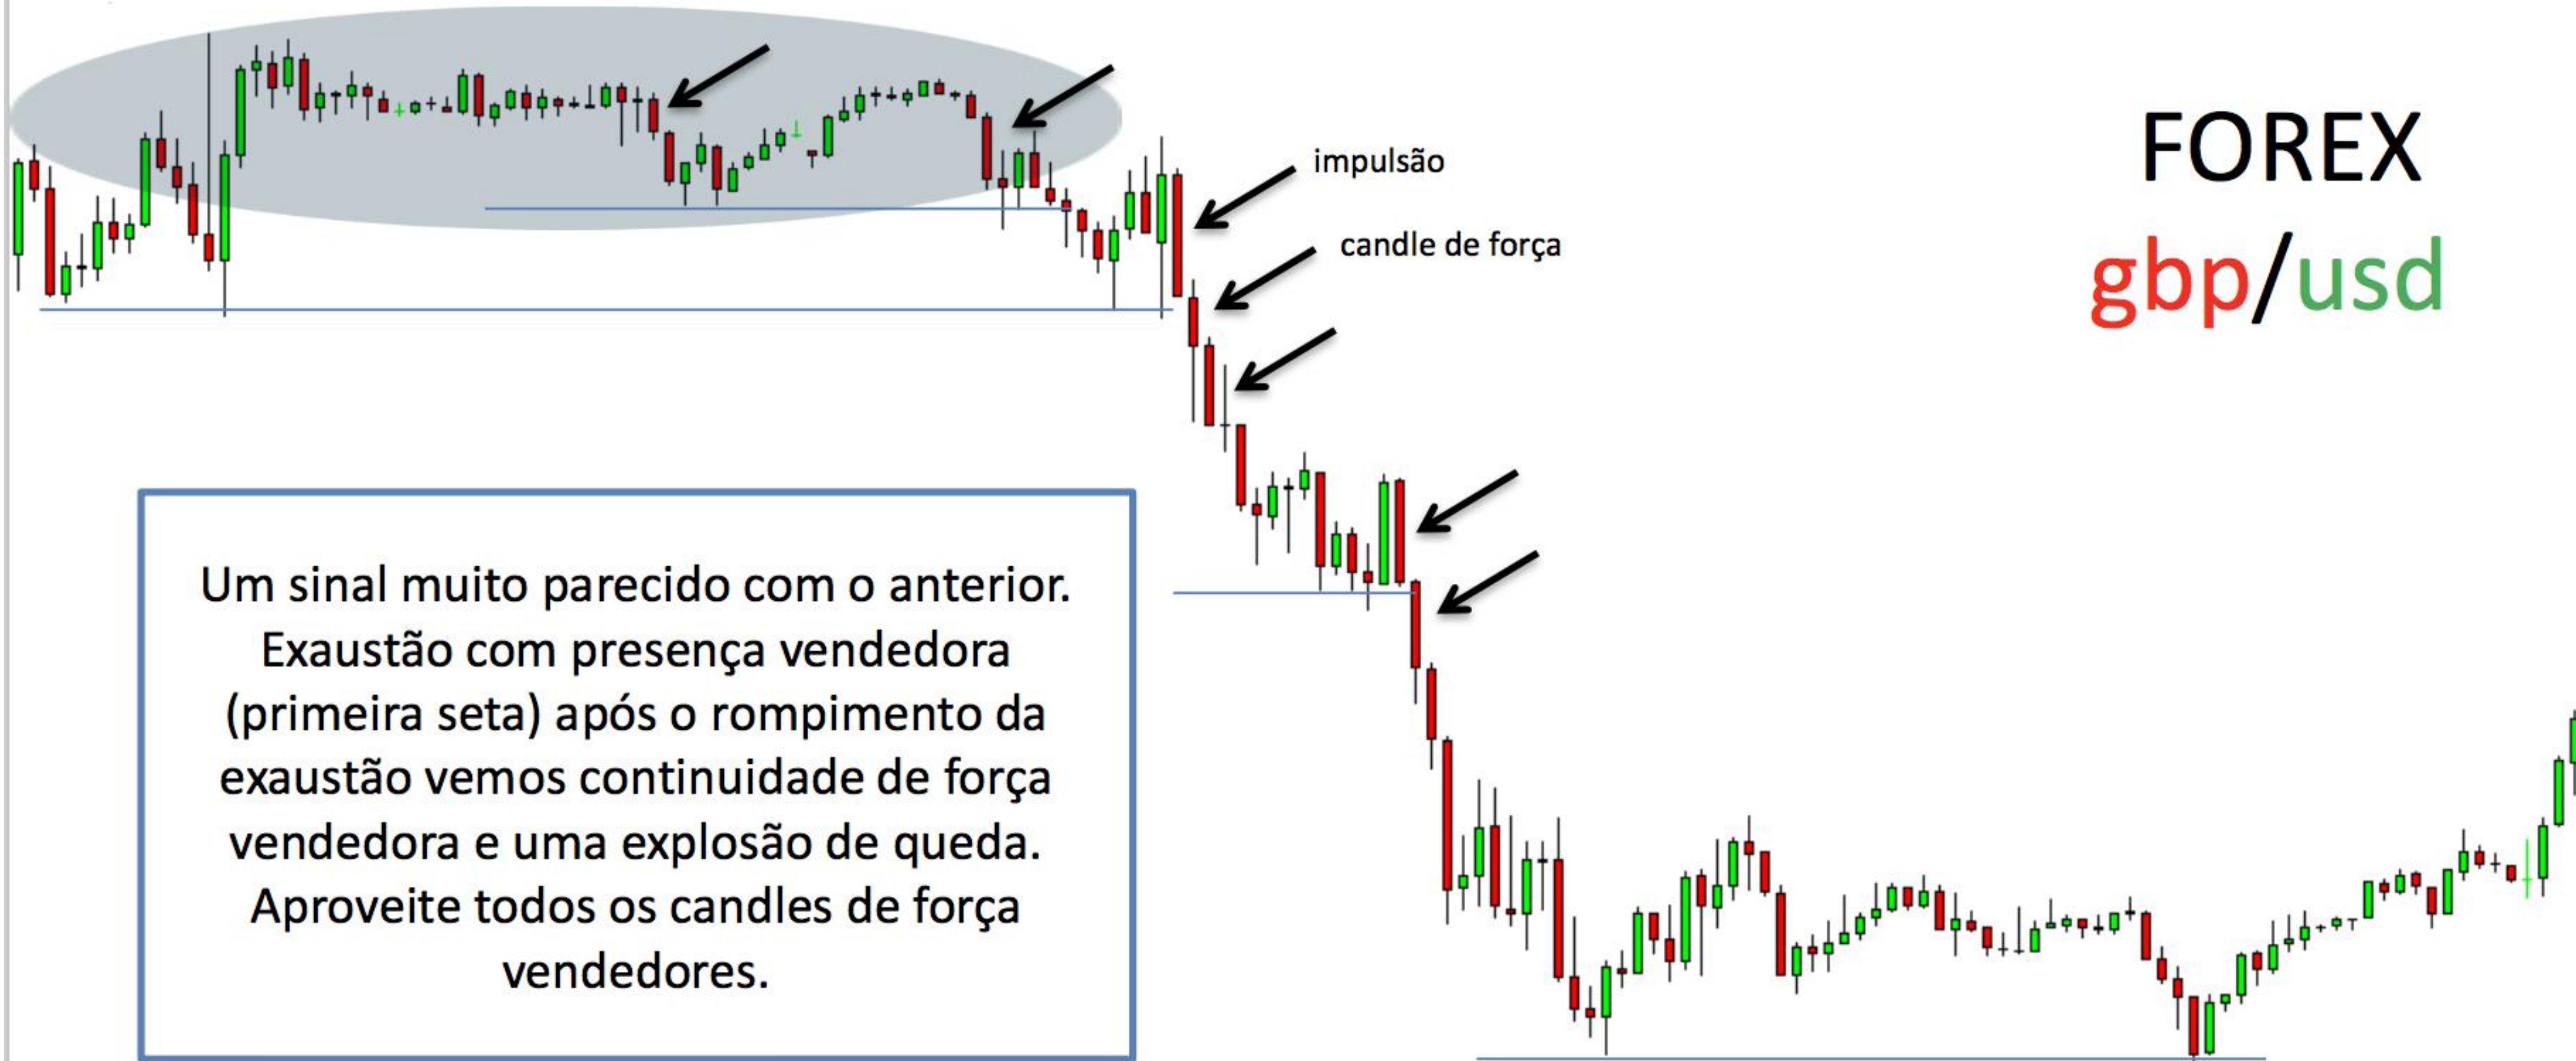 FOREX
gbp/usd
impulsão
candle de força
Um sinal muito parecido com o anterior.
Exaustão com presença vendedora
(primeira seta) após o rompimento da
exaustão vemos continuidade de força
vendedora e uma explosão de queda.
Aproveite todos os candles de força
vendedores.